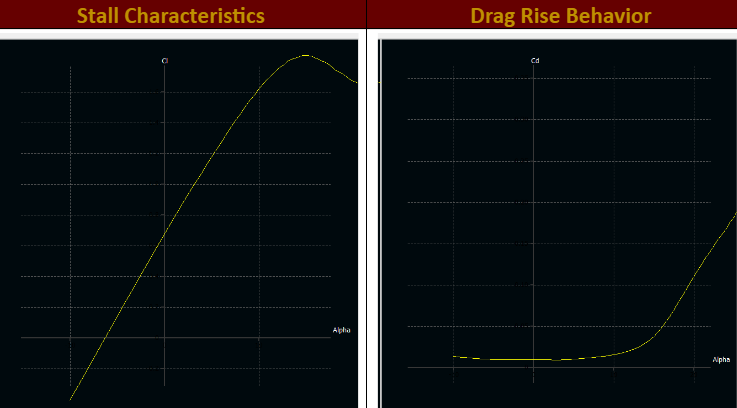 Stall Characteristics
Drag Rise Behavior
Cl
Cd
Alpha
Alpha